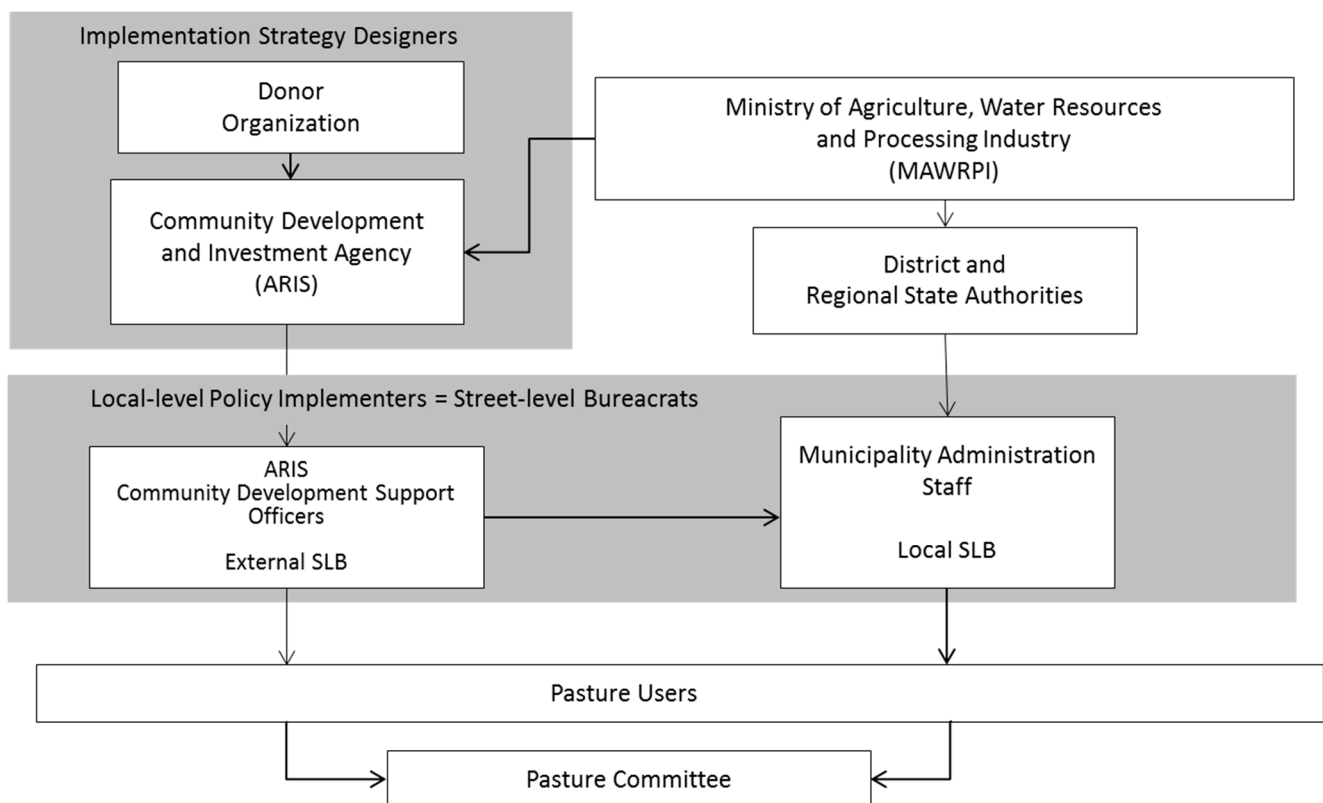 Implementation Strategy Designers
Donor
Organization
Ministry of Agriculture, Water Resources
and Processing Industry
(MAWRPI)
Community Development
and Investment Agency
(ARIS)
District and
Regional State Authorities
Local-level Policy Implementers = Street-level Bureacrats
ARIS
Community Development Support
Officers
External SLB
Municipality Administration
Staff
Local SLB
Pasture Users
Pasture Committee